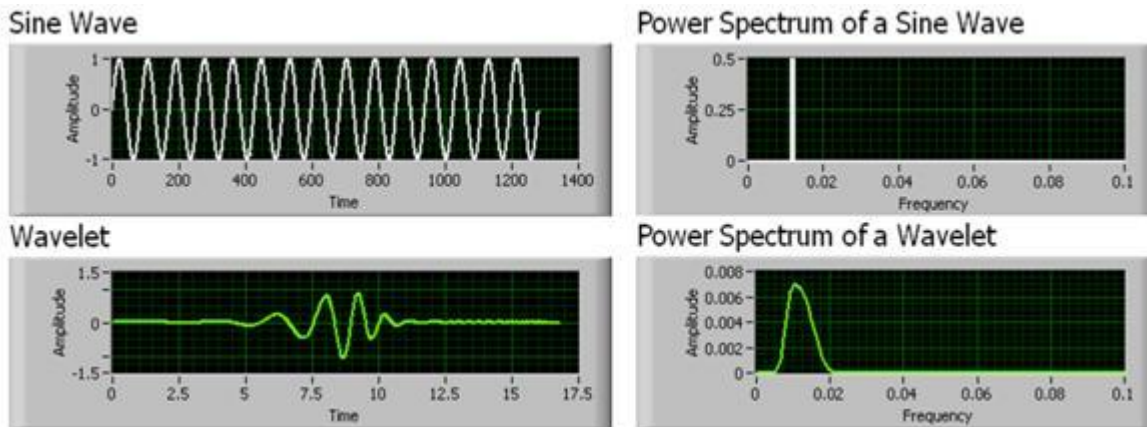 Sine Wave
Amplitude
1
0
-1
0 200 400 600 800 1000 1200 1400
Time
Power Spectrum of a Sine Wave
Amplitude
0.5
0.25
0
0 0.02 0.04 0.06 0.08 0.1
Frequency
Wavelet
Amplitude
1.5
0
-1.5
0 2.5 5 7.5 10 12.5 15 17.5
Time
Power Spectrum of a Wavelet
Amplitude
0.008
0.006
0.004
0.002
0
0 0.02 0.04 0.06 0.08 0.1
Frequency